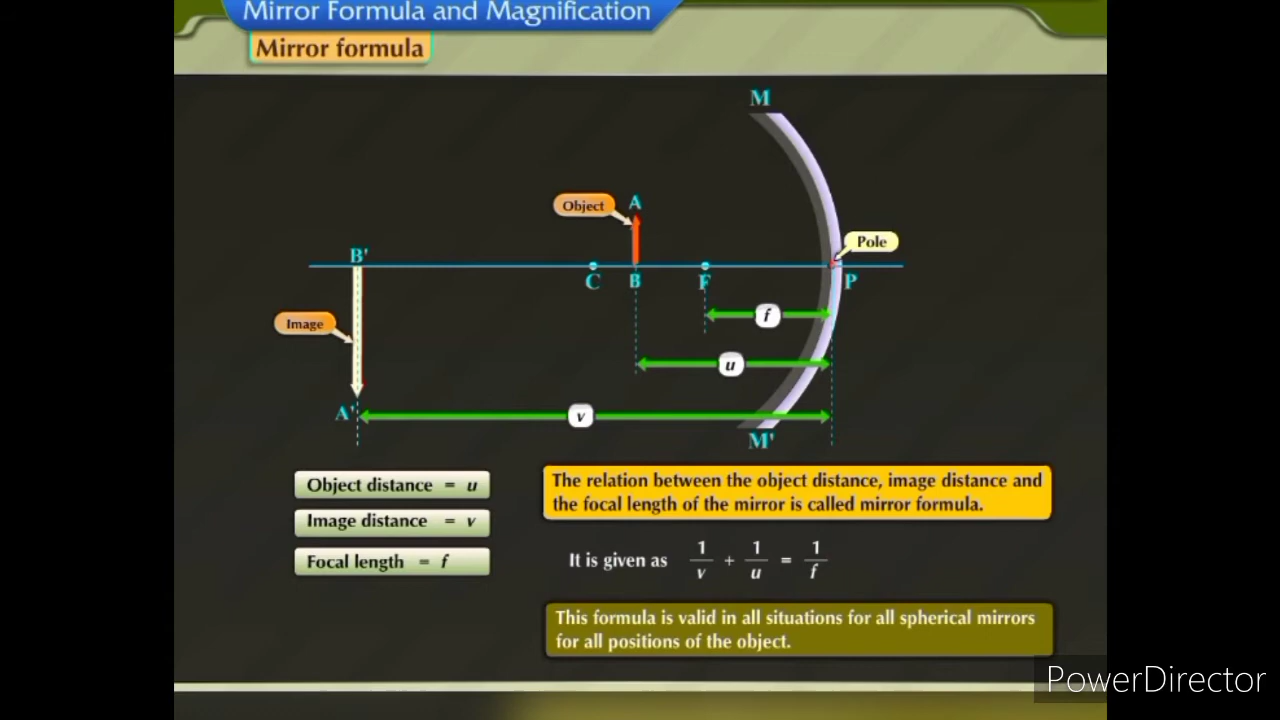 Mirror Formula and Magnification
Mirror formula
M
Object
A
Pole
B'
C
B
F
P
f
Image
u
A'
v
M'
Object distance = u
Image distance = v
Focal length = f
The relation between the object distance, image distance and
the focal length of the mirror is called mirror formula.
It is given as 1/v + 1/u = 1/f
This formula is valid in all situations for all spherical mirrors
for all positions of the object.
PowerDirector